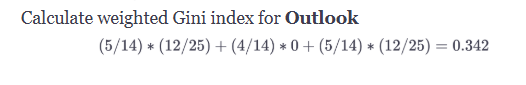 Calculate weighted Gini index for Outlook
(5/14) ∗ (12/25) + (4/14) ∗ 0 + (5/14) ∗ (12/25) = 0.342